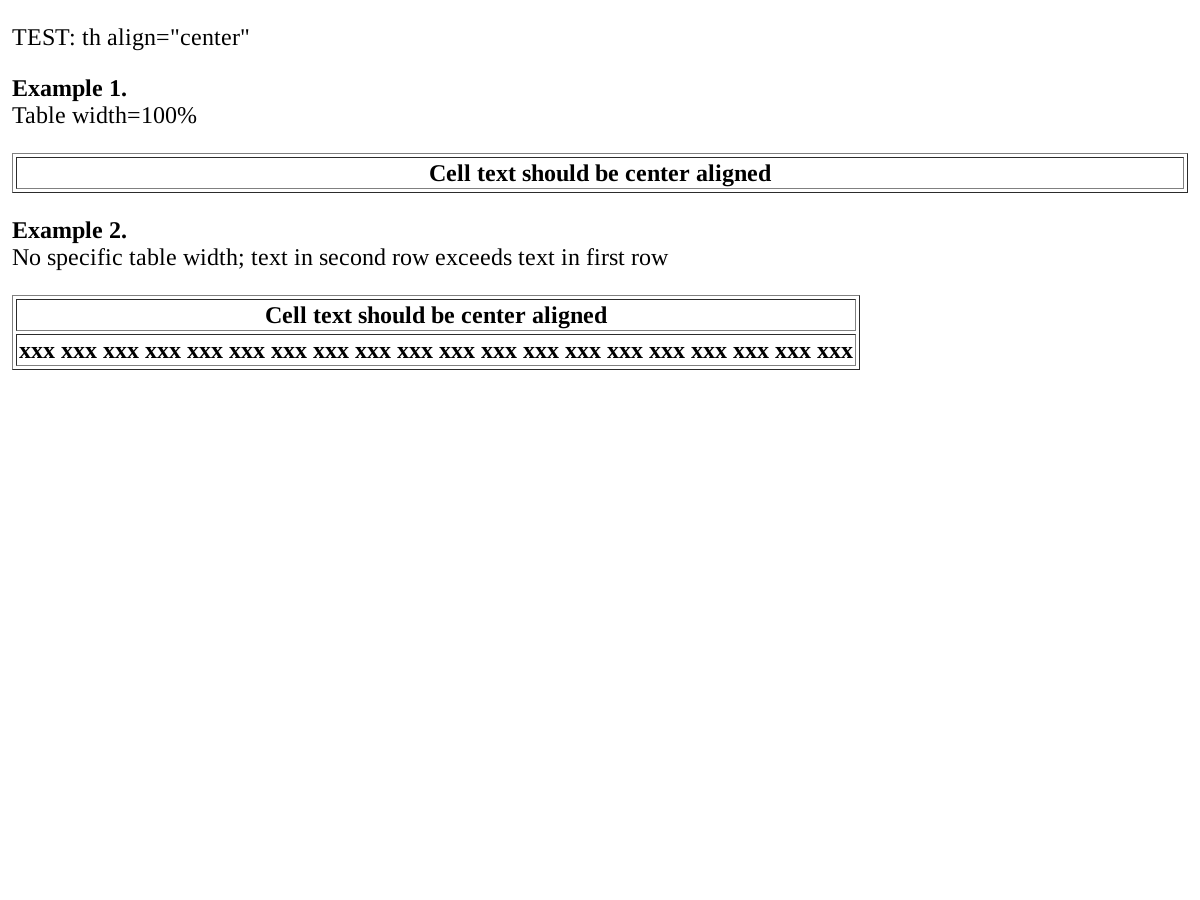 TEST: th align="center"
Example 1.
Table width=100%
Cell text should be center aligned
Example 2.
No specific table width; text in second row exceeds text in first row
Cell text should be center aligned
xxx xxx xxx xxx xxx xxx xxx xxx xxx xxx xxx xxx xxx xxx xxx xxx xxx xxx xxx xxx